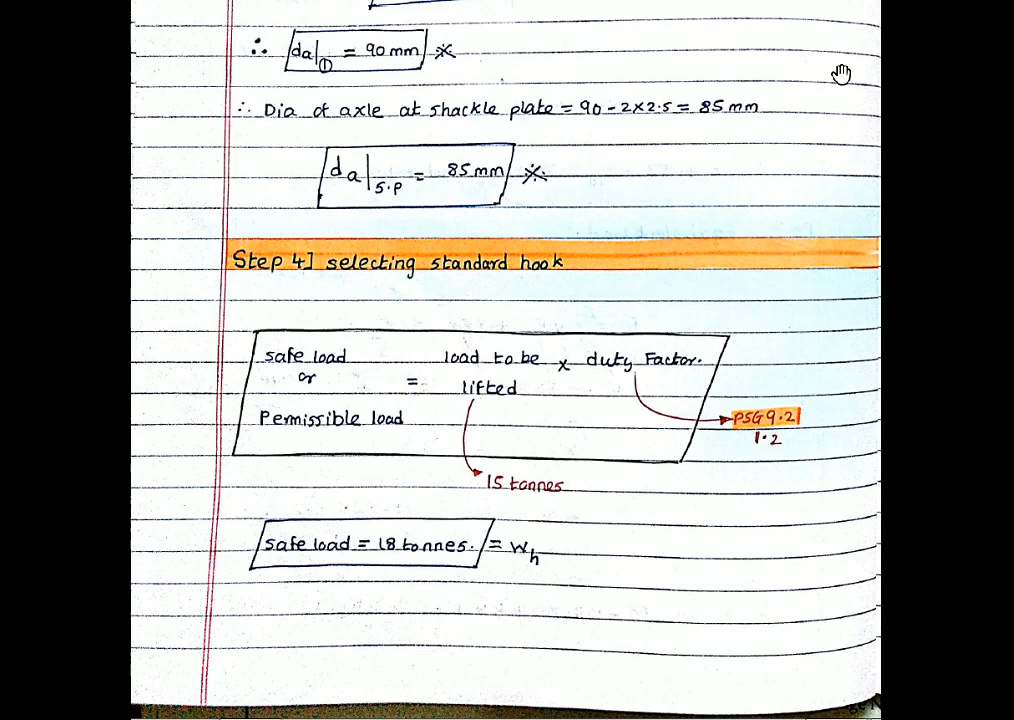 ∴ da|① = 90 mm ※
∴ Dia of axle at shackle plate = 90 - 2x2.5 = 85 mm
da|S.P = 85 mm ※
Step 4] selecting standard hook
safe load or Permissible load = load to be lifted x duty Factor.
PSG 9.2
1.2
15 tonnes
safe load = 18 tonnes. = Wh